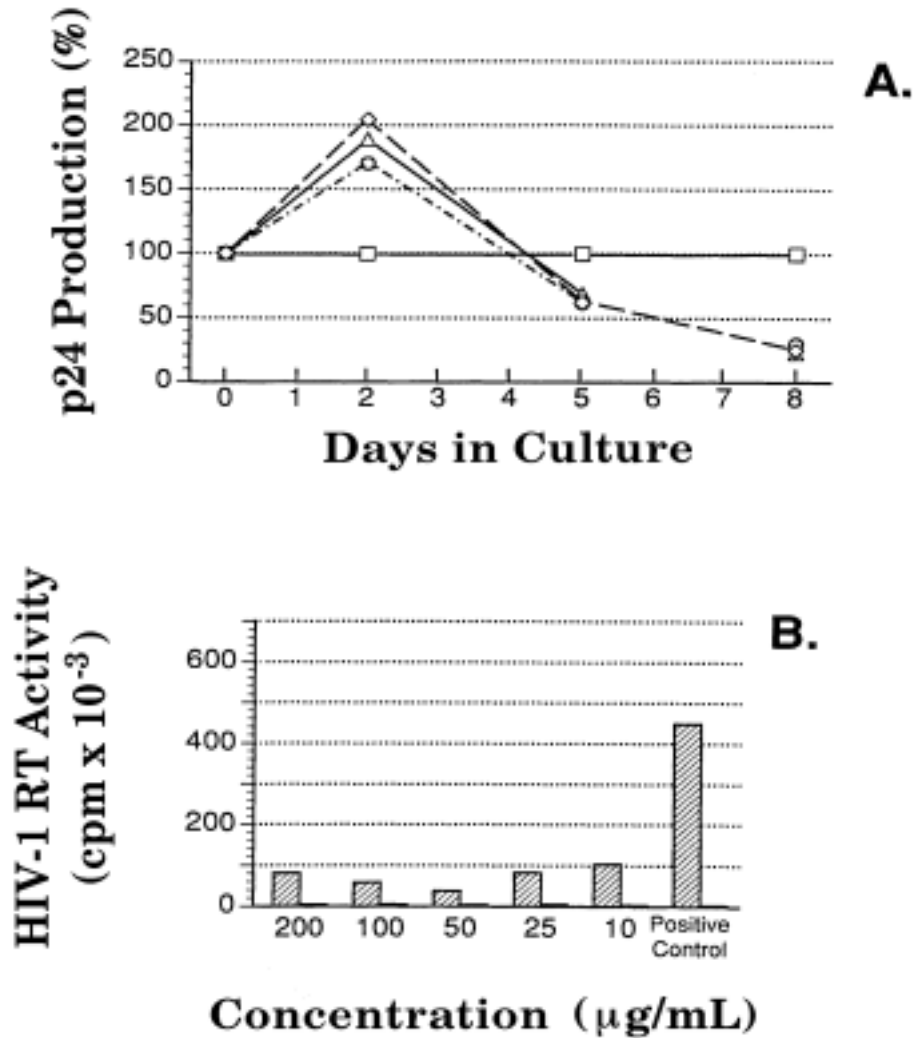 A.
p24 Production (%)
250
200
150
100
50
0
0 1 2 3 4 5 6 7 8
Days in Culture
B.
HIV-1 RT Activity
(cpm x 10⁻³)
600
400
200
0
200 100 50 25 10 Positive
Control
Concentration (µg/mL)